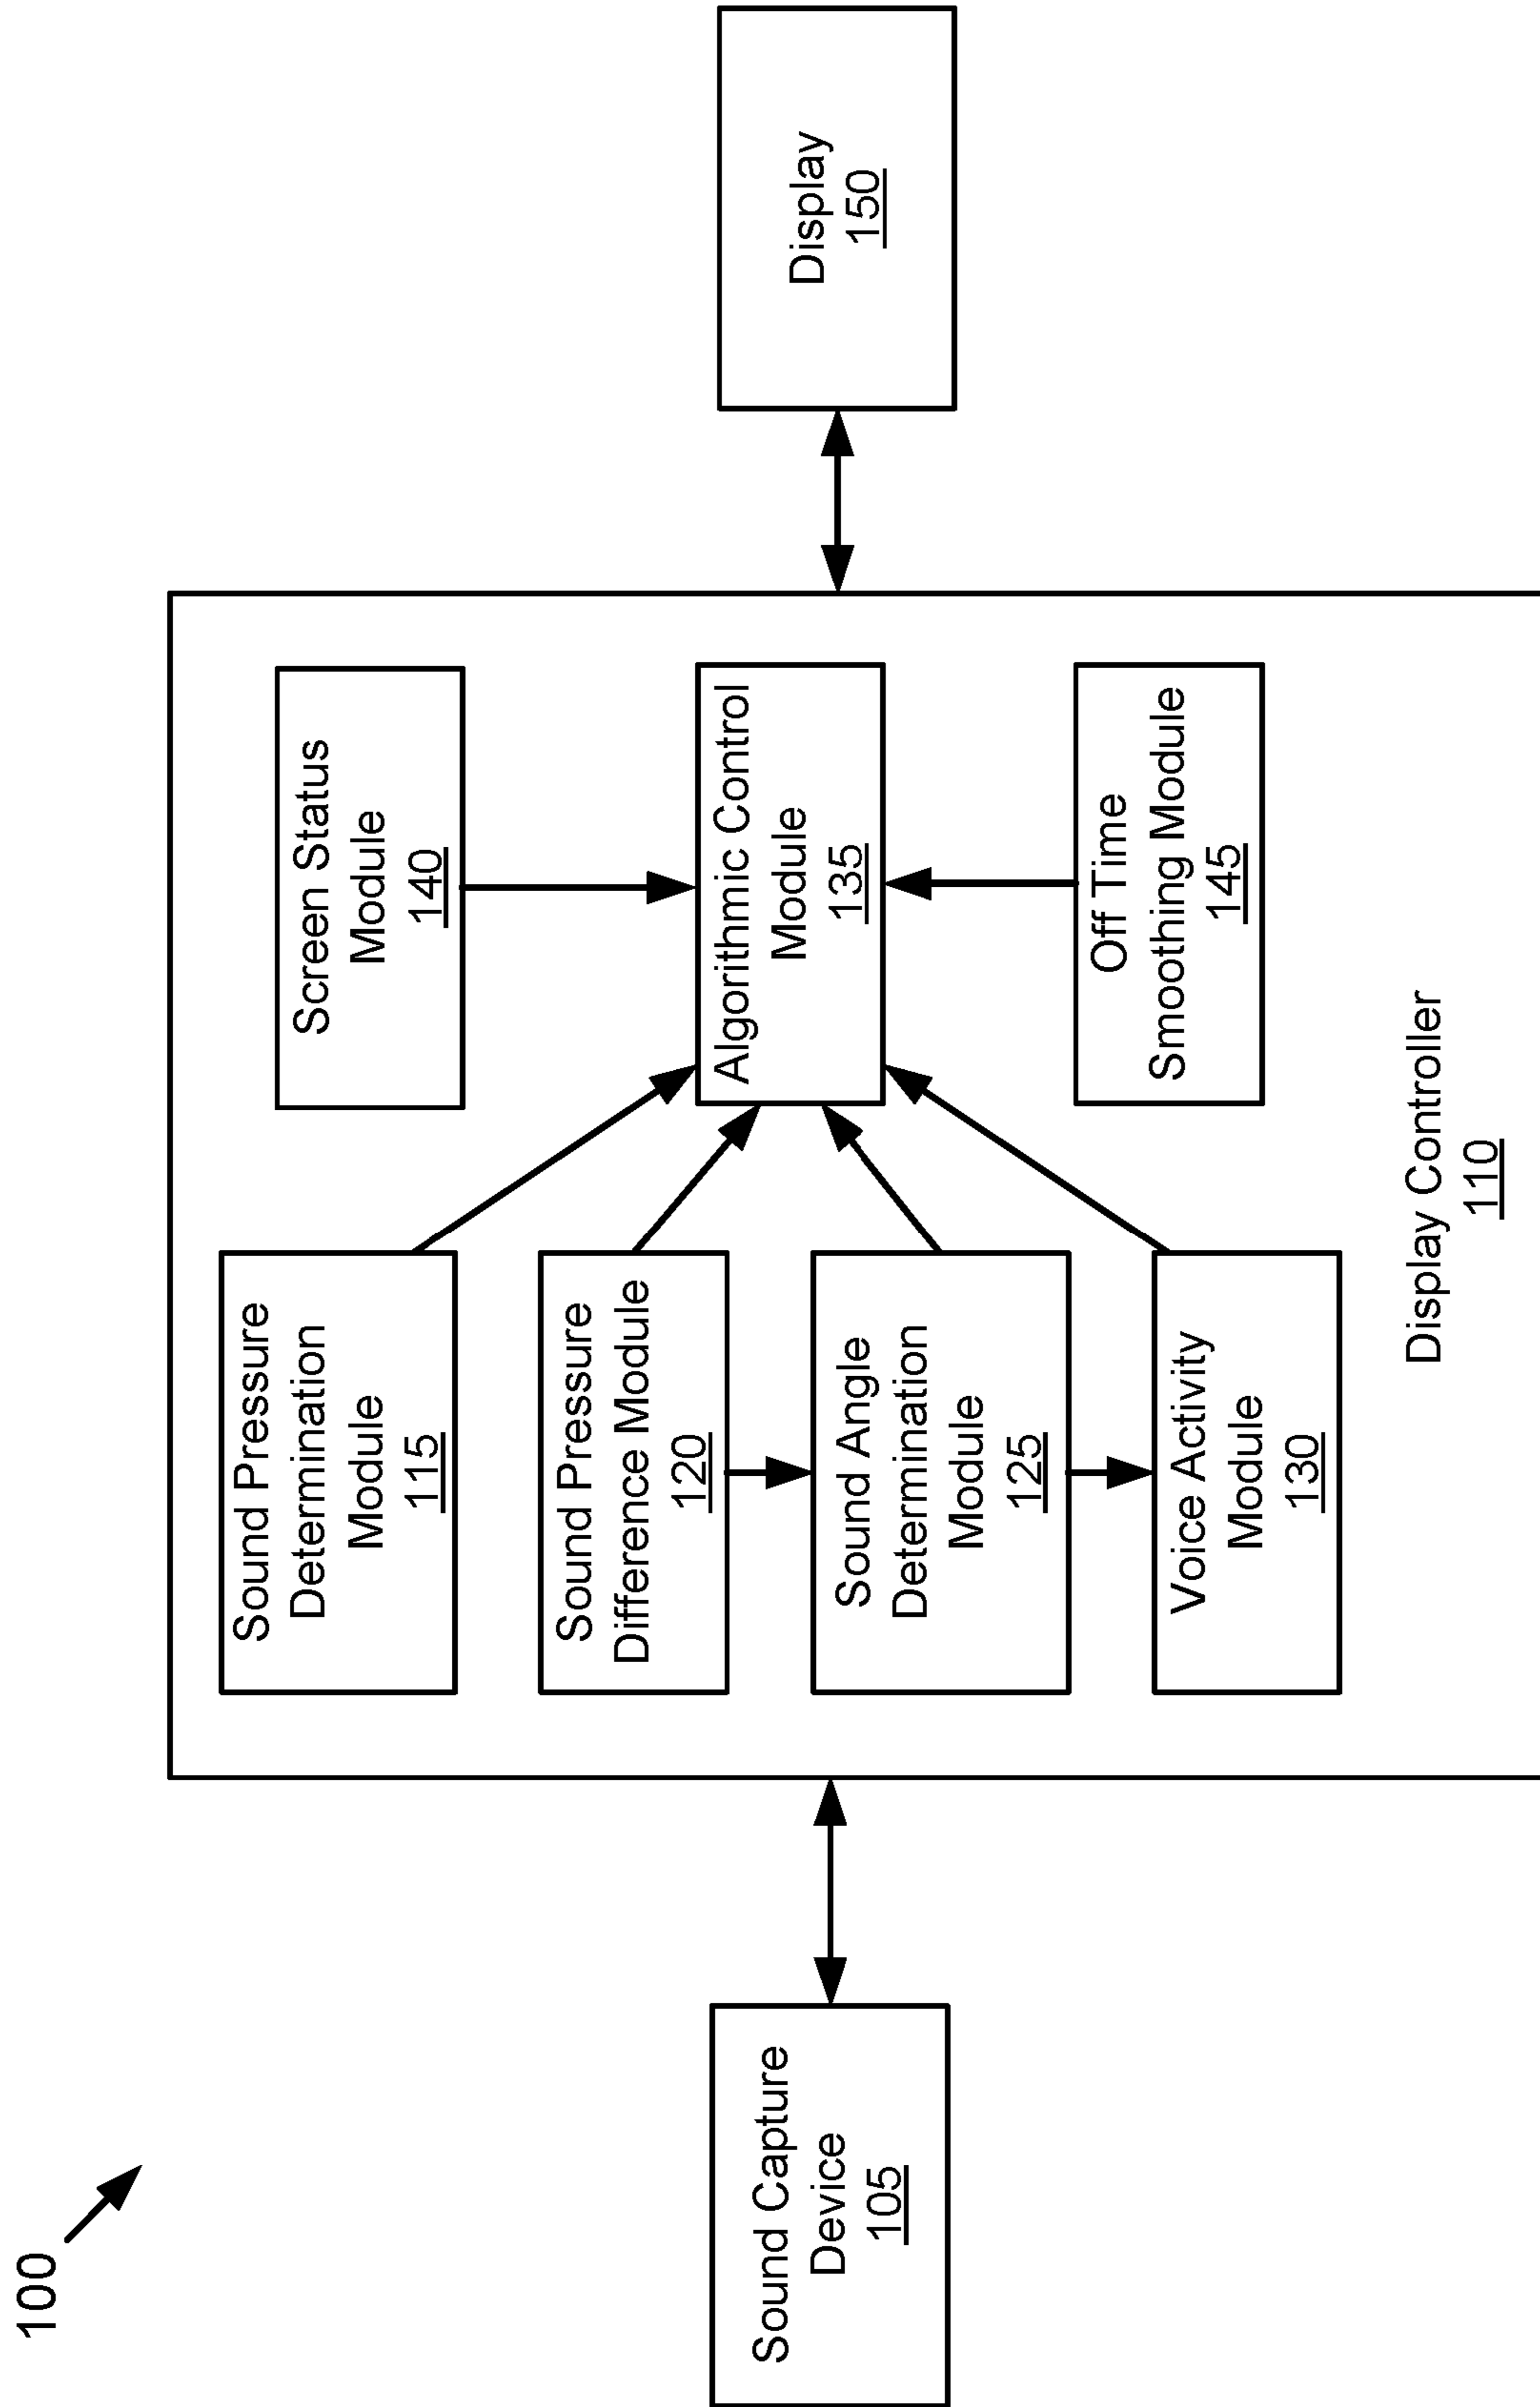 100
Sound Capture
Device
105
Sound Pressure
Determination
Module
115
Sound Pressure
Difference Module
120
Sound Angle
Determination
Module
125
Voice Activity
Module
130
Screen Status
Module
140
Algorithmic Control
Module
135
Off Time
Smoothing Module
145
Display Controller
110
Display
150